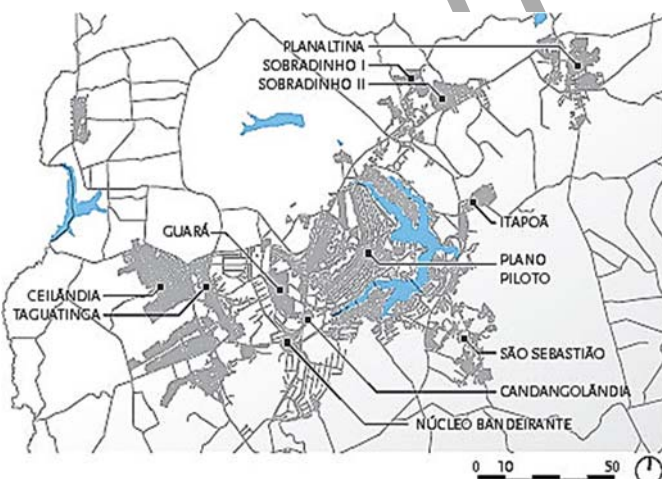 PLANALTINA
SOBRADINHO I
SOBRADINHO II
ITAPOÃ
GUARÁ
PLANO
PILOTO
CEILÂNDIA
TAGUATINGA
SÃO SEBASTIÃO
CANDANGOLÂNDIA
NÚCLEO BANDEIRANTE
0 10 50